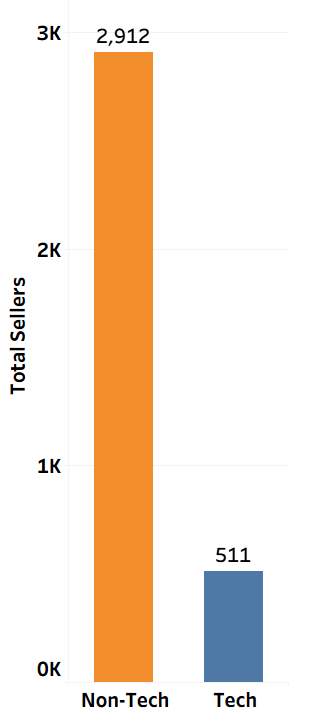 3K
2,912
2K
Total Sellers
1K
511
0K
Non-Tech
Tech